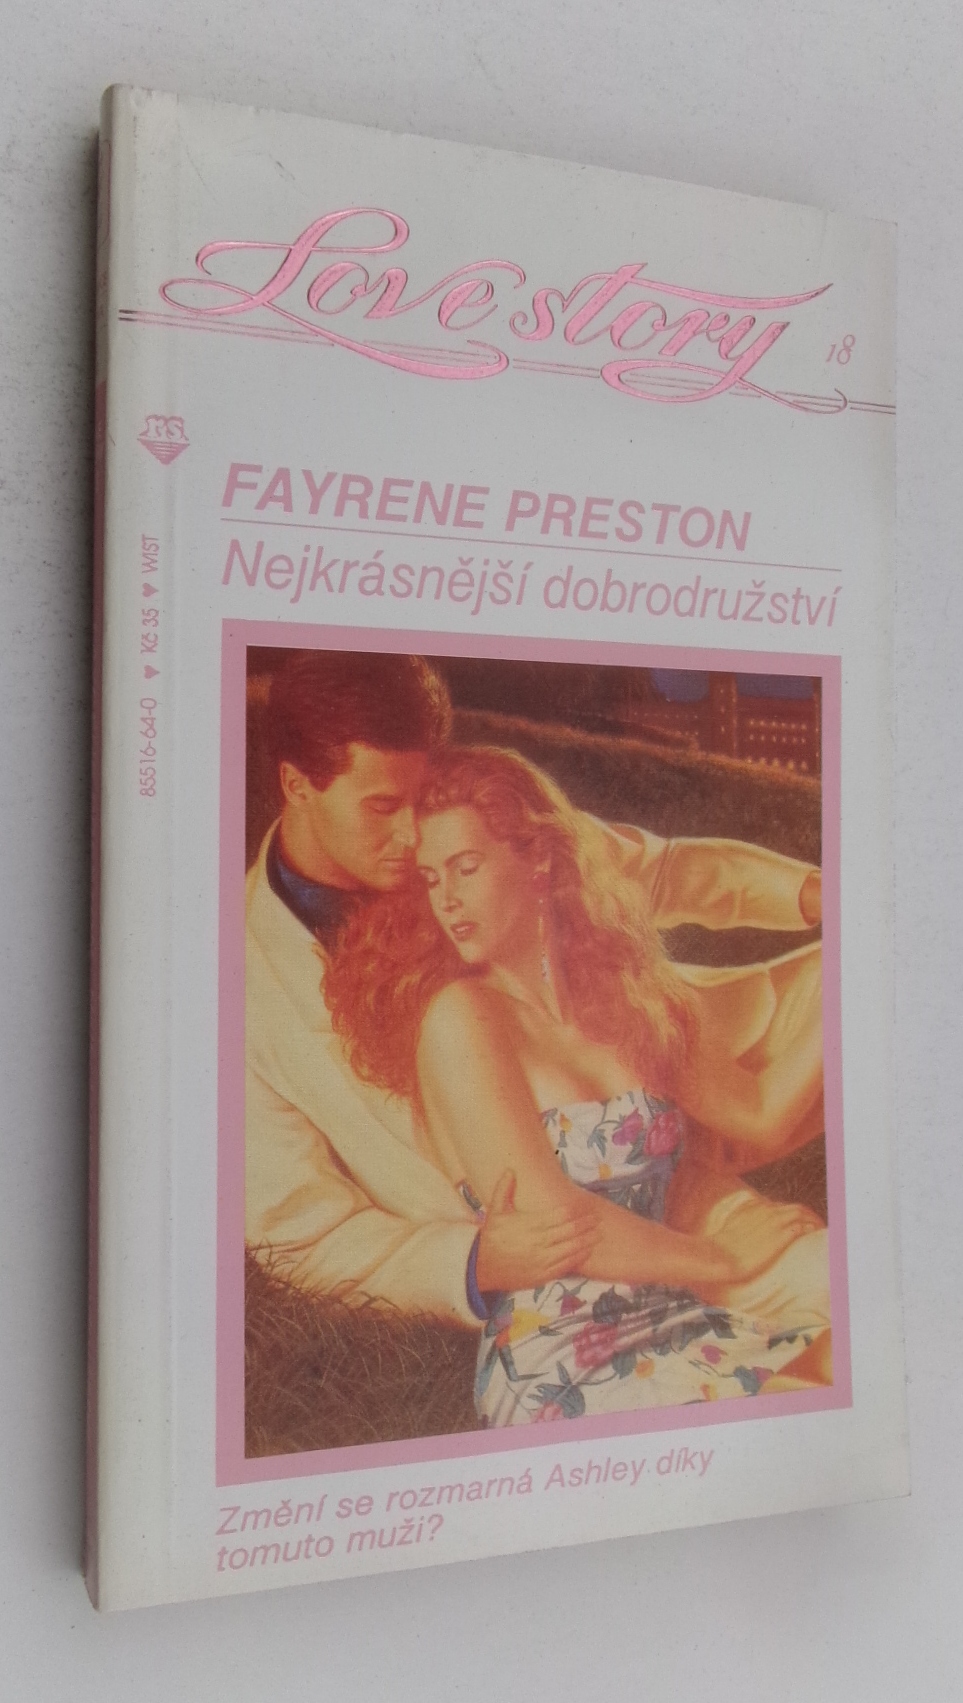 Love story
18
rs.
FAYRENE PRESTON
Nejkrásnější dobrodružství
85516-64-0 ♥ Kč 35 ♥ WIST
Změní se rozmarná Ashley díky
tomuto muži?